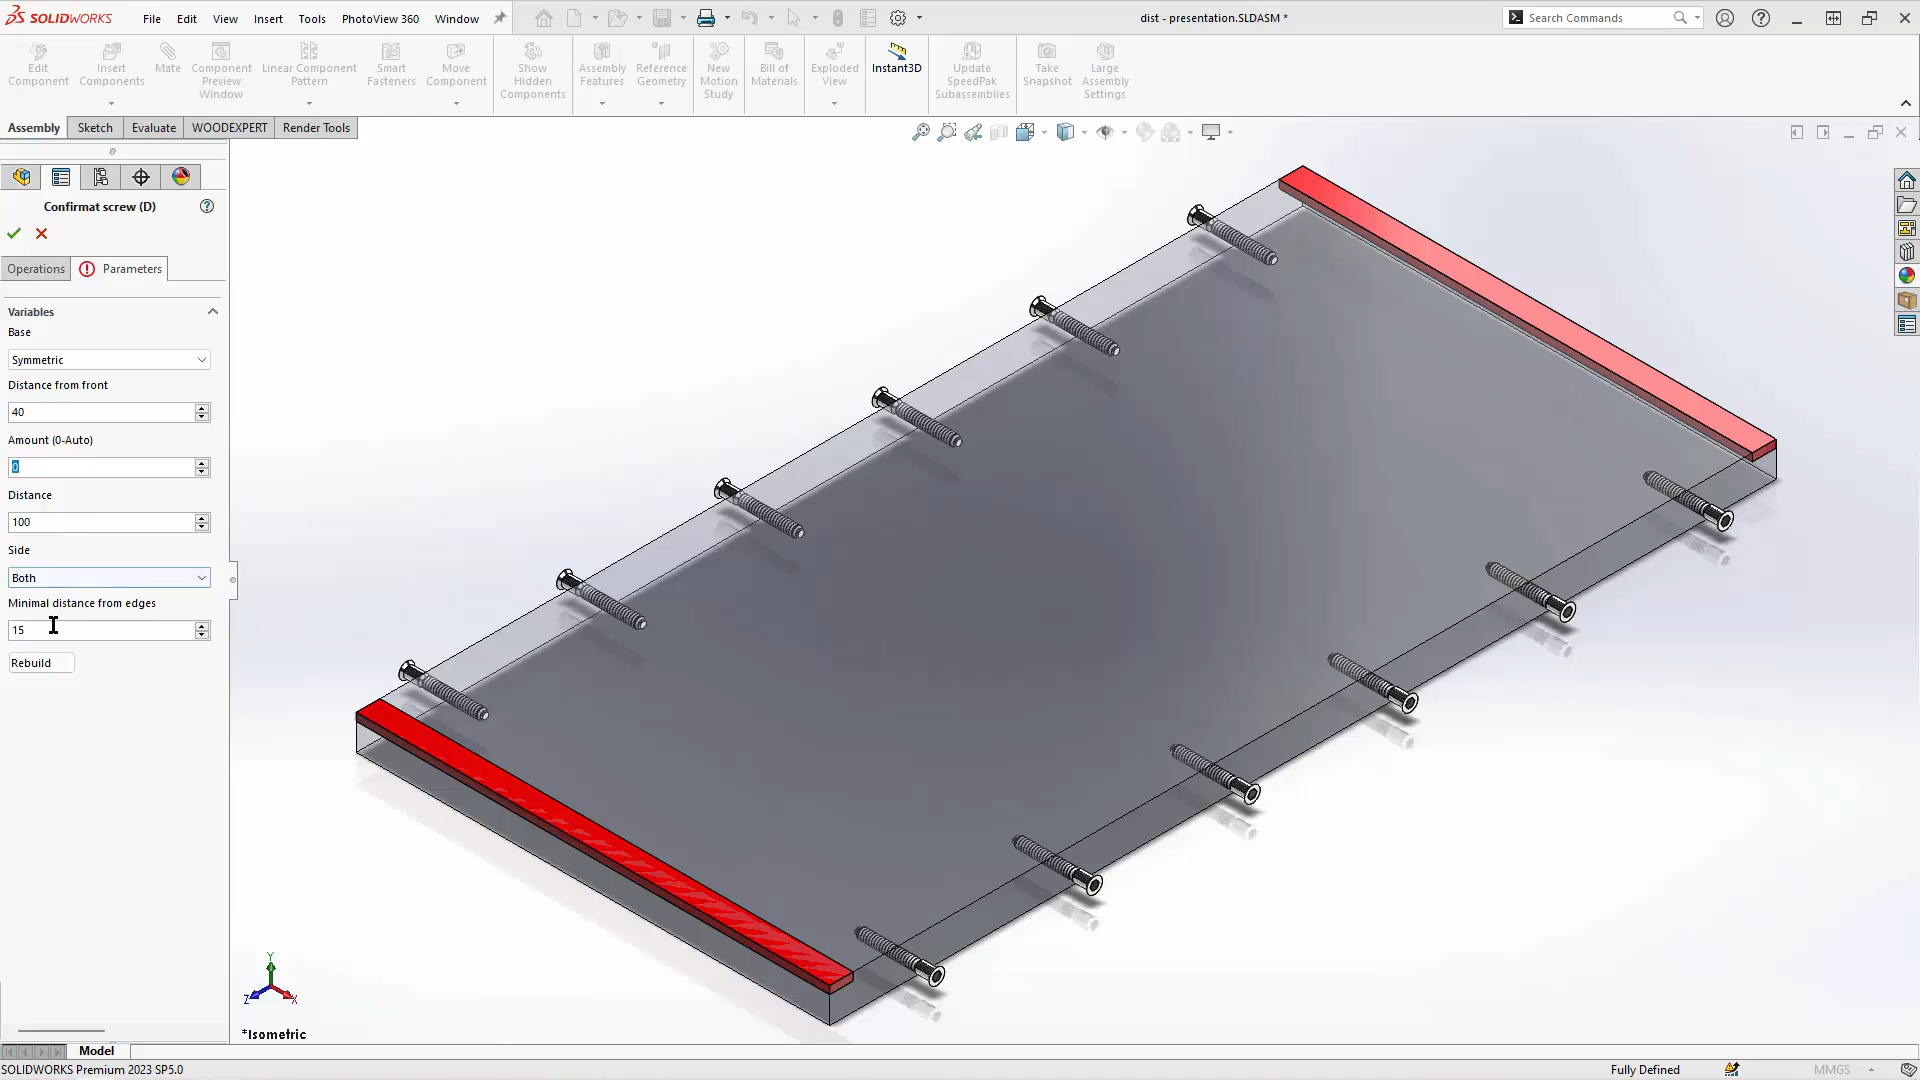 SOLIDWORKS
File
Edit
View
Insert
Tools
PhotoView 360
Window
dist - presentation.SLDASM *
Search Commands
Edit
Component
Insert
Components
Mate
Component
Preview
Window
Linear Component
Pattern
Smart
Fasteners
Move
Component
Show
Hidden
Components
Assembly
Features
Reference
Geometry
New
Motion
Study
Bill of
Materials
Exploded
View
Instant3D
Update
SpeedPak
Subassemblies
Take
Snapshot
Large
Assembly
Settings
Assembly
Sketch
Evaluate
WOODEXPERT
Render Tools
Confirmat screw (D)
Operations
Parameters
Variables
Base
Symmetric
Distance from front
40
Amount (0-Auto)
0
Distance
100
Side
Both
Minimal distance from edges
15
Rebuild
Y
Z
X
*Isometric
Model
SOLIDWORKS Premium 2023 SP5.0
Fully Defined
MMGS